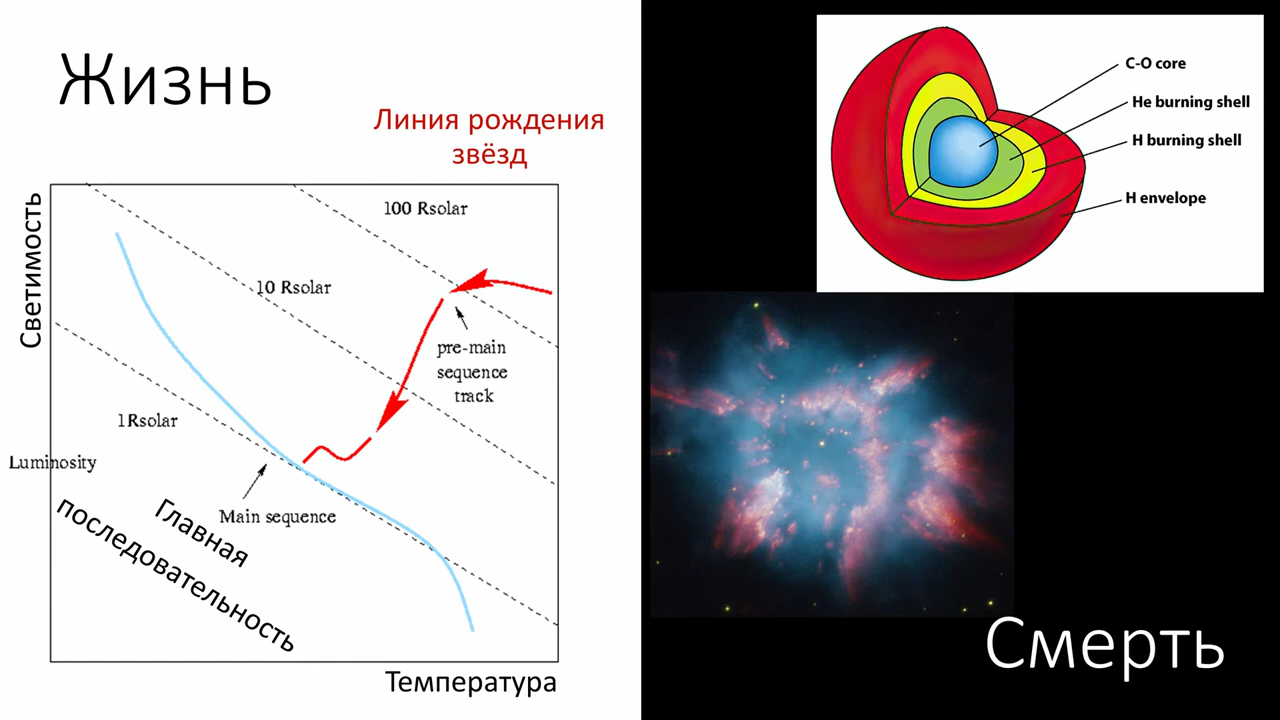 Жизнь
Линия рождения
звёзд
Светимость
100 Rsolar
10 Rsolar
pre-main
sequence
track
1Rsolar
Luminosity
Main sequence
Главная
последовательность
Температура
C-O core
He burning shell
H burning shell
H envelope
Смерть